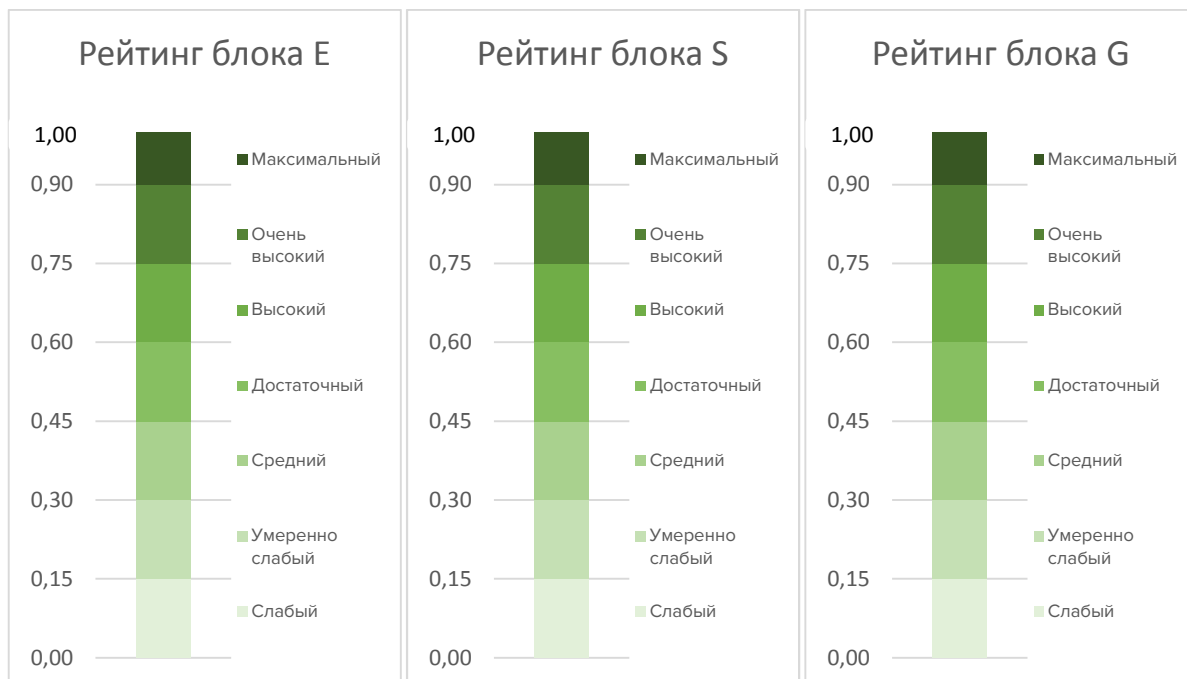 Рейтинг блока E
1,00
0,90
0,75
0,60
0,45
0,30
0,15
0,00
Максимальный
Очень
высокий
Высокий
Достаточный
Средний
Умеренно
слабый
Слабый
Рейтинг блока S
1,00
0,90
0,75
0,60
0,45
0,30
0,15
0,00
Максимальный
Очень
высокий
Высокий
Достаточный
Средний
Умеренно
слабый
Слабый
Рейтинг блока G
1,00
0,90
0,75
0,60
0,45
0,30
0,15
0,00
Максимальный
Очень
высокий
Высокий
Достаточный
Средний
Умеренно
слабый
Слабый